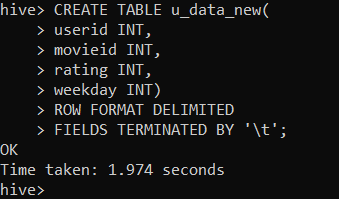 hive> CREATE TABLE u_data_new(
    > userid INT,
    > movieid INT,
    > rating INT,
    > weekday INT)
    > ROW FORMAT DELIMITED
    > FIELDS TERMINATED BY '\t';
OK
Time taken: 1.974 seconds
hive>